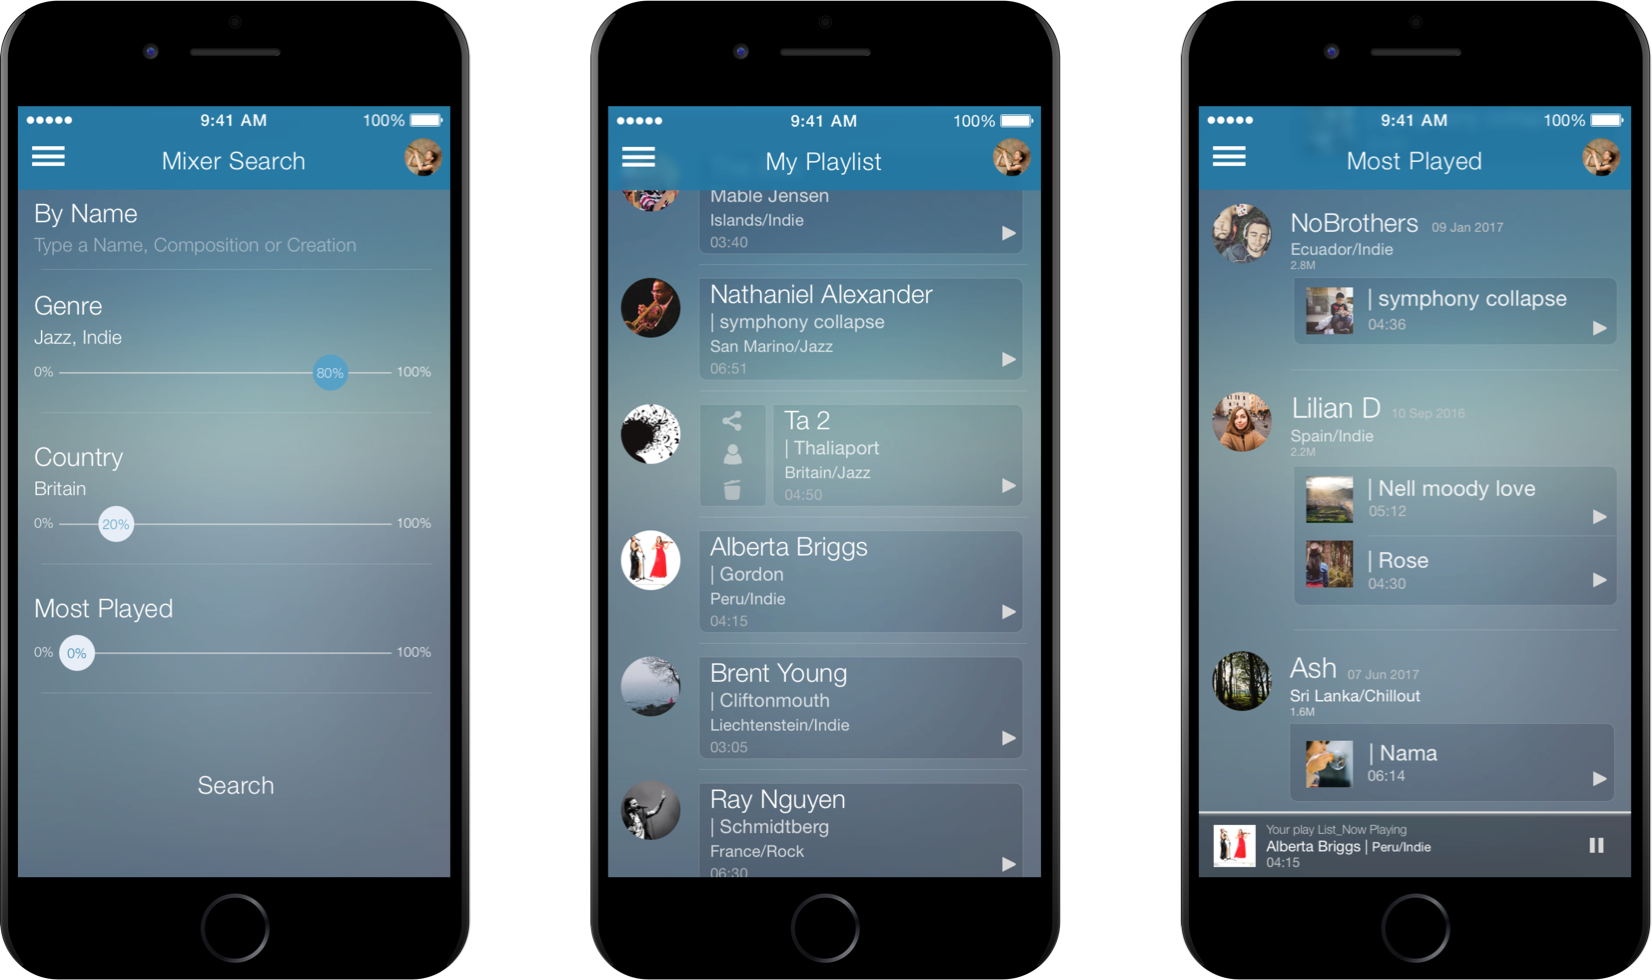 9:41 AM 100%
Mixer Search
By Name
Type a Name, Composition or Creation
Genre
Jazz, Indie
0% 80% 100%
Country
Britain
0% 20% 100%
Most Played
0% 0% 100%
Search
9:41 AM 100%
My Playlist
Mable Jensen
Islands/Indie
03:40
Nathaniel Alexander
| symphony collapse
San Marino/Jazz
06:51
Ta 2
| Thaliaport
Britain/Jazz
04:50
Alberta Briggs
| Gordon
Peru/Indie
04:15
Brent Young
| Cliftonmouth
Liechtenstein/Indie
03:05
Ray Nguyen
| Schmidtberg
France/Rock
06:30
9:41 AM 100%
Most Played
NoBrothers 09 Jan 2017
Ecuador/Indie
2.8M
| symphony collapse
04:36
Lilian D 10 Sep 2016
Spain/Indie
2.2M
| Nell moody love
05:12
| Rose
04:30
Ash 07 Jun 2017
Sri Lanka/Chillout
1.6M
| Nama
06:14
Your play List_Now Playing
Alberta Briggs | Peru/Indie
04:15